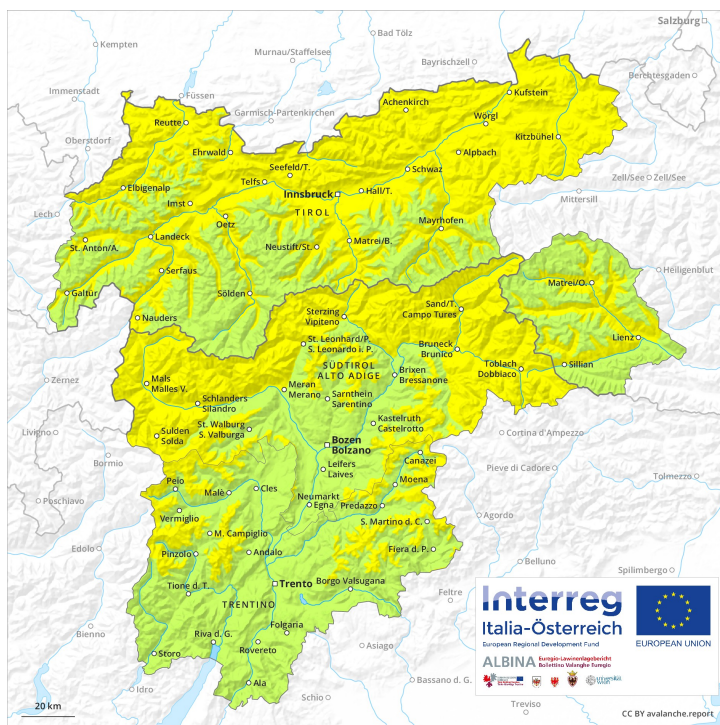 Salzburg
Bad Tölz
Kempten
Murnau/Staffelsee
Bayrischzell
Berchtesgaden
Immenstadt
Füssen
Garmisch-Partenkirchen
Achenkirch
Kufstein
Reutte
Wörgl
Oberstdorf
Ehrwald
Kitzbühel
Alpbach
Seefeld/T.
Schwaz
Telfs
Zell/See
Zell/See
Elbigenalp
Innsbruck
Hall/T.
Mittersill
Imst
Lech
TIROL
Oetz
Mayrhofen
St. Anton/A.
Landeck
Neustift/St.
Matrei/B.
Serfaus
Heiligenblut
Matrei/O.
Galtür
Sölden
Nauders
Sterzing
Vipiteno
Sand/T.
Campo Tures
Lienz
St. Leonhard/P.
S. Leonardo i. P.
Bruneck
Brunico
Toblach
Dobbiaco
Sillian
SÜDTIROL
ALTO ADIGE
Brixen
Bressanone
Zernez
Mals
Malles V.
Meran
Merano
Sarnthein
Sarentino
Schlanders
Silandro
Kastelruth
Castelrotto
St. Walburg
S. Valburga
Livigno
Sulden
Solda
Bozen
Bolzano
Cortina d'Ampezzo
Canazei
Bormio
Leifers
Laives
Pieve di Cadore
Tolmezzo
Peio
Moena
Malè
Cles
Neumarkt
Egna
Predazzo
Poschiavo
Vermiglio
Agordo
S. Martino d. C.
M. Campiglio
Edolo
Pinzolo
Andalo
Fiera d. P.
Belluno
Spilimbergo
Tione d. T.
Trento
Borgo Valsugana
Feltre
TRENTINO
Folgaria
Bienno
Riva d. G.
Rovereto
Asiago
Storo
Idro
Ala
Schio
Bassano d. G.
Treviso
20 km
Interreg
Italia-Österreich
European Regional Development Fund
EUROPEAN UNION
ALBINA
Euregio-Lawinenlagebericht
Bollettino Valanghe Euregio
CC BY avalanche.report